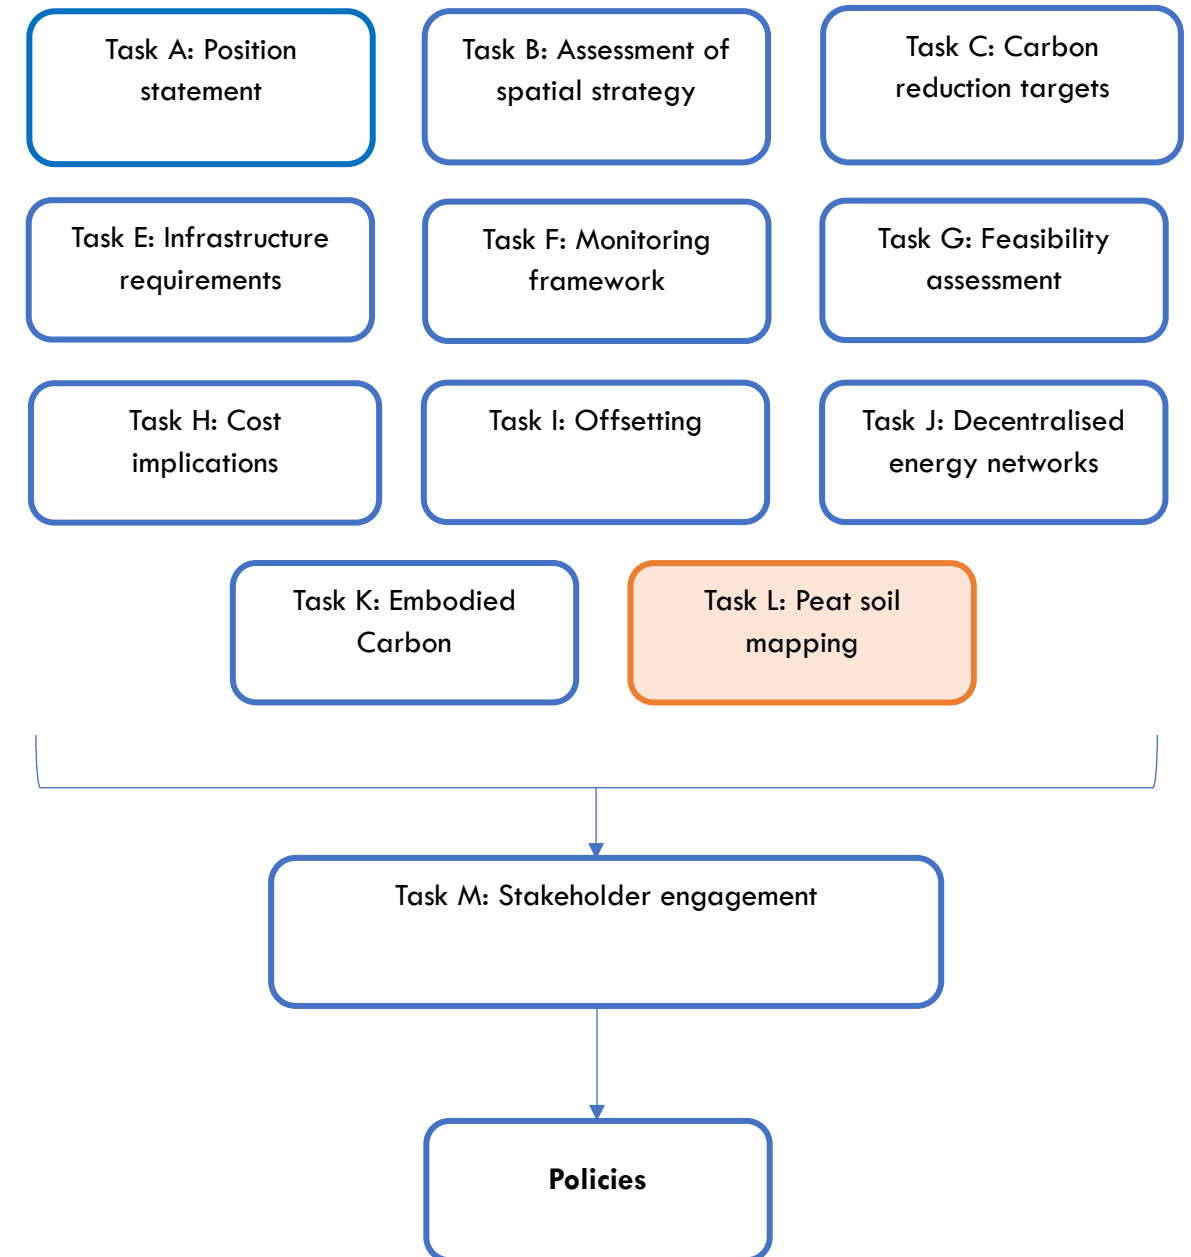 Task A: Position
statement
Task B: Assessment of
spatial strategy
Task C: Carbon
reduction targets
Task E: Infrastructure
requirements
Task F: Monitoring
framework
Task G: Feasibility
assessment
Task H: Cost
implications
Task I: Offsetting
Task J: Decentralised
energy networks
Task K: Embodied
Carbon
Task L: Peat soil
mapping
Task M: Stakeholder engagement
Policies